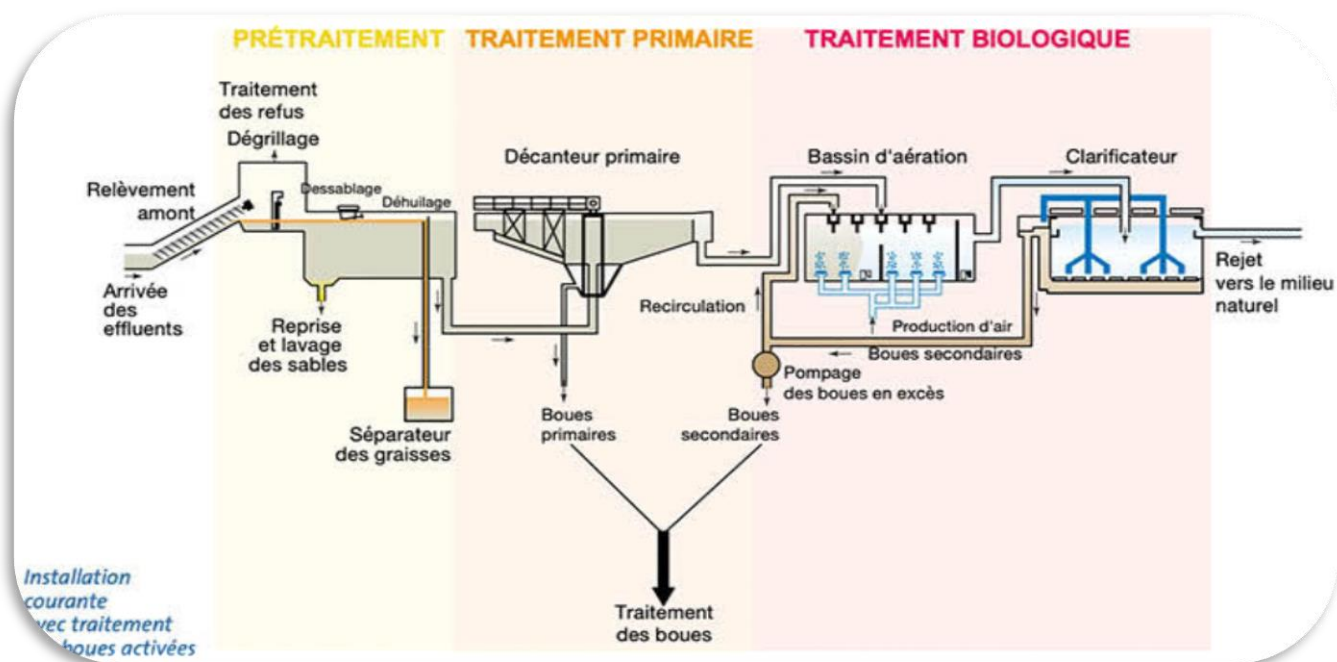 PRÉTRAITEMENT
TRAITEMENT PRIMAIRE
TRAITEMENT BIOLOGIQUE
Traitement
des refus
Dégrillage
Relèvement
amont
Dessablage
Déhuilage
Arrivée
des
effluents
Reprise
et lavage
des sables
Séparateur
des graisses
Décanteur primaire
Boues
primaires
Bassin d'aération
Clarificateur
Recirculation
Production d'air
Boues secondaires
Pompage
des boues en excès
Boues
secondaires
Rejet
vers le milieu
naturel
Traitement
des boues
Installation
courante
vec traitement
boues activées